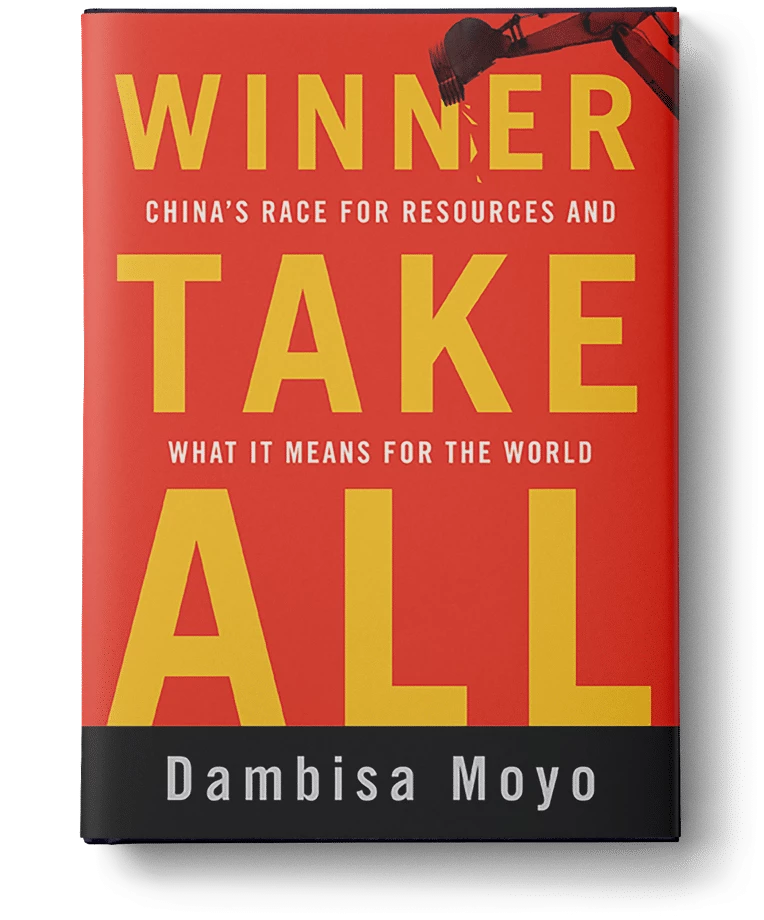 WINNER
CHINA'S RACE FOR RESOURCES AND
TAKE
WHAT IT MEANS FOR THE WORLD
ALL
Dambisa Moyo